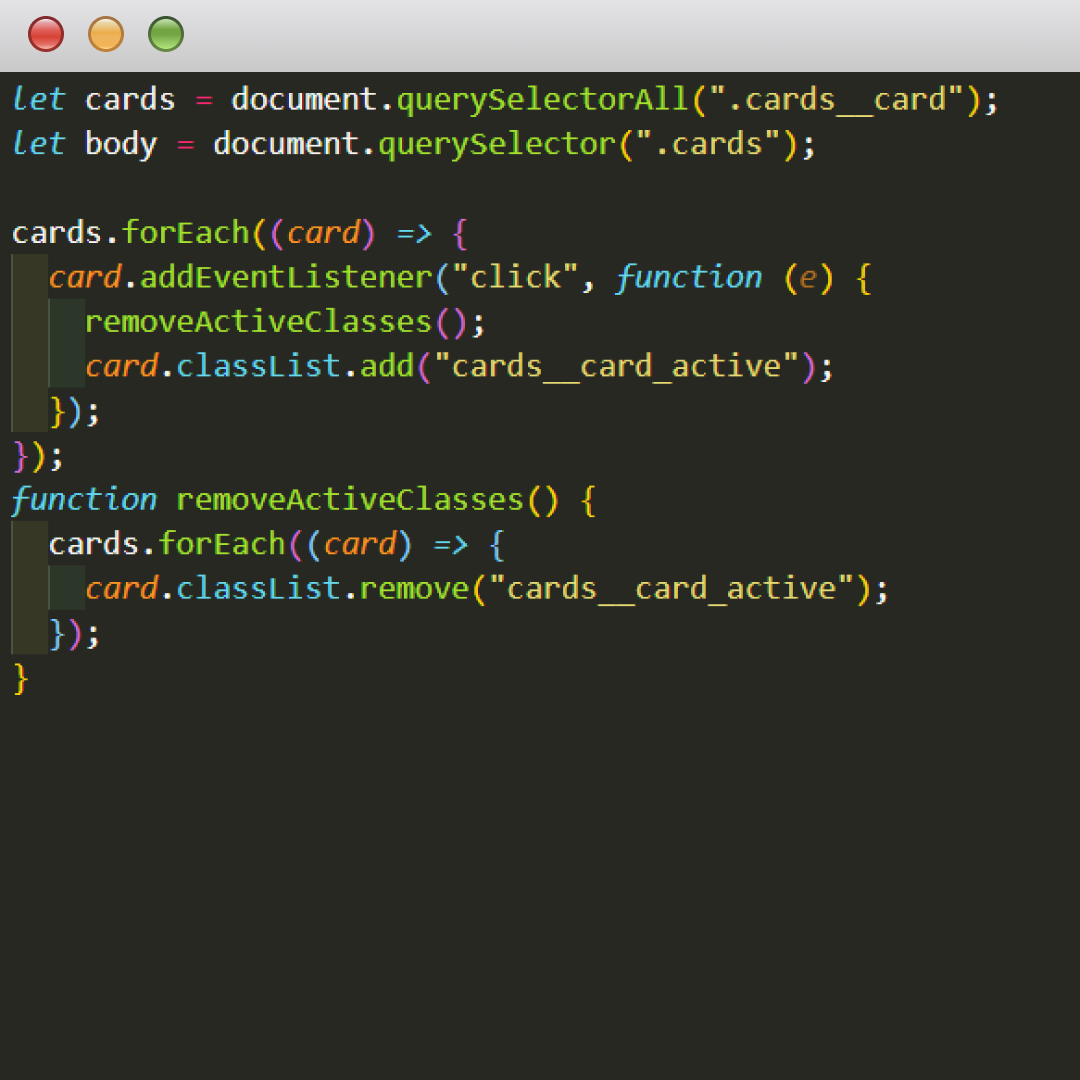 let cards = document.querySelectorAll(".cards__card");
let body = document.querySelector(".cards");

cards.forEach((card) => {
  card.addEventListener("click", function (e) {
    removeActiveClasses();
    card.classList.add("cards__card_active");
  });
});
function removeActiveClasses() {
  cards.forEach((card) => {
    card.classList.remove("cards__card_active");
  });
}